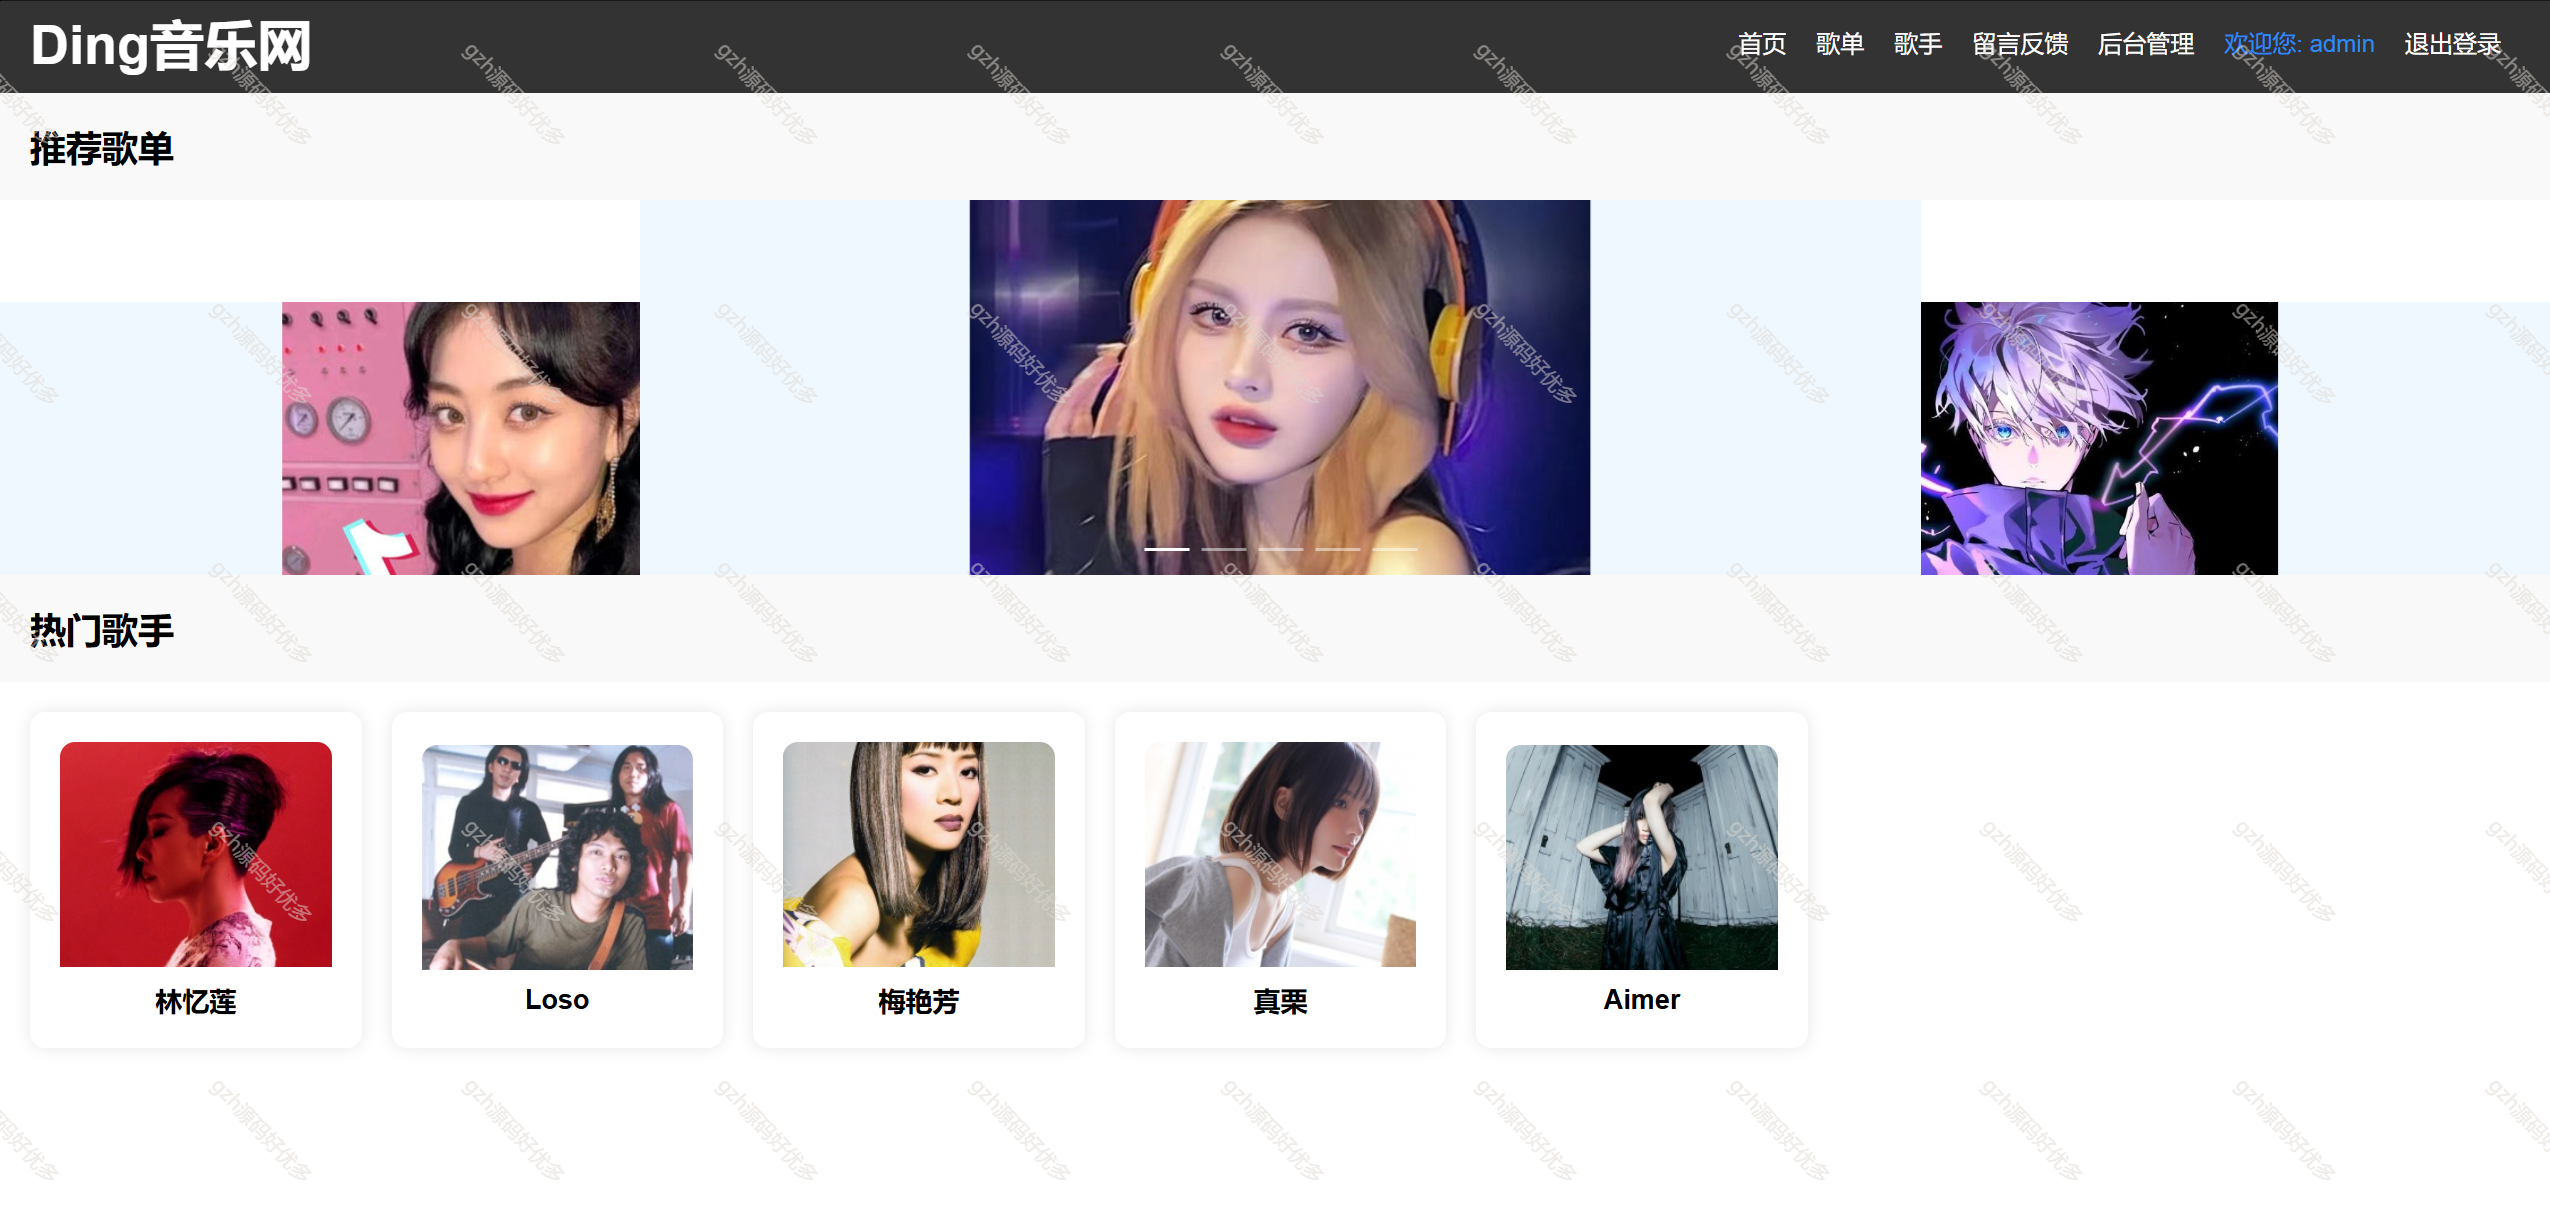 Ding音乐网
首页 歌单 歌手 留言反馈 后台管理 欢迎您: admin 退出登录
推荐歌单
热门歌手
林忆莲
Loso
梅艳芳
真栗
Aimer
gzh源码好优多